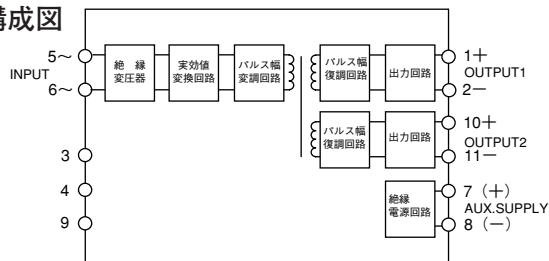 構成図
5～
INPUT
6～
絶 縁
変圧器
実効値
変換回路
パルス幅
変調回路
パルス幅
復調回路
出力回路
1＋
OUTPUT1
2－
パルス幅
復調回路
出力回路
10＋
OUTPUT2
11－
3
4
9
絶縁
電源回路
7（＋）
AUX.SUPPLY
8（－）